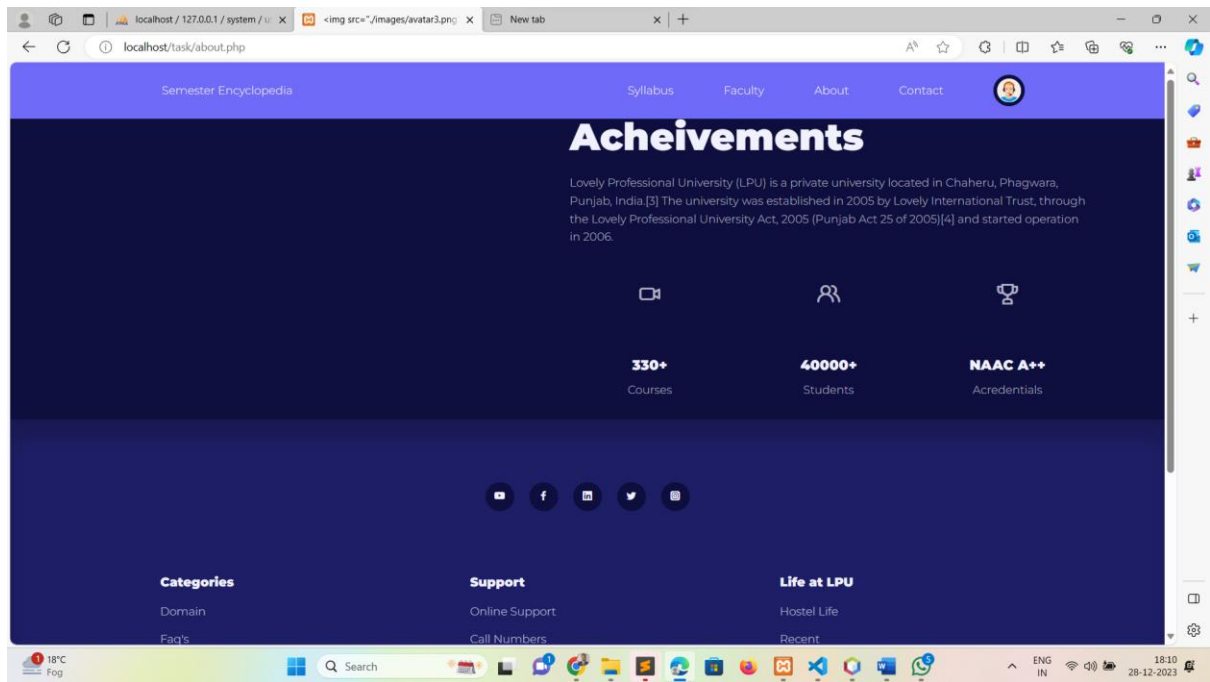 localhost / 127.0.0.1 / system / u
<img src="./images/avatar3.png
New tab
localhost/task/about.php
Semester Encyclopedia
Syllabus
Faculty
About
Contact
Acheivements
Lovely Professional University (LPU) is a private university located in Chaheru, Phagwara,
Punjab, India.[3] The university was established in 2005 by Lovely International Trust, through
the Lovely Professional University Act, 2005 (Punjab Act 25 of 2005)[4] and started operation
in 2006.
330+
40000+
NAAC A++
Courses
Students
Acredentials
Categories
Support
Life at LPU
Domain
Online Support
Hostel Life
Faq's
Call Numbers
Recent
1
18°C
Fog
Search
1
5
ENG
IN
18:10
28-12-2023